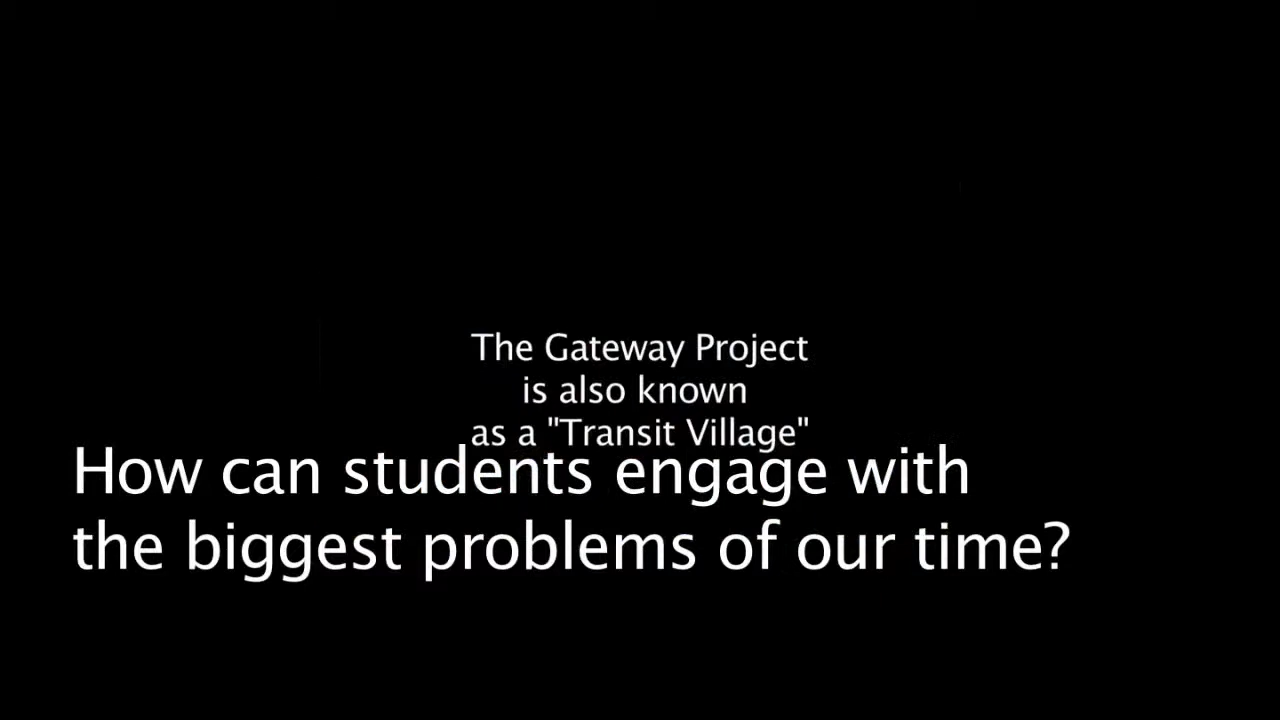 The Gateway Project
is also known
as a "Transit Village"
How can students engage with
the biggest problems of our time?